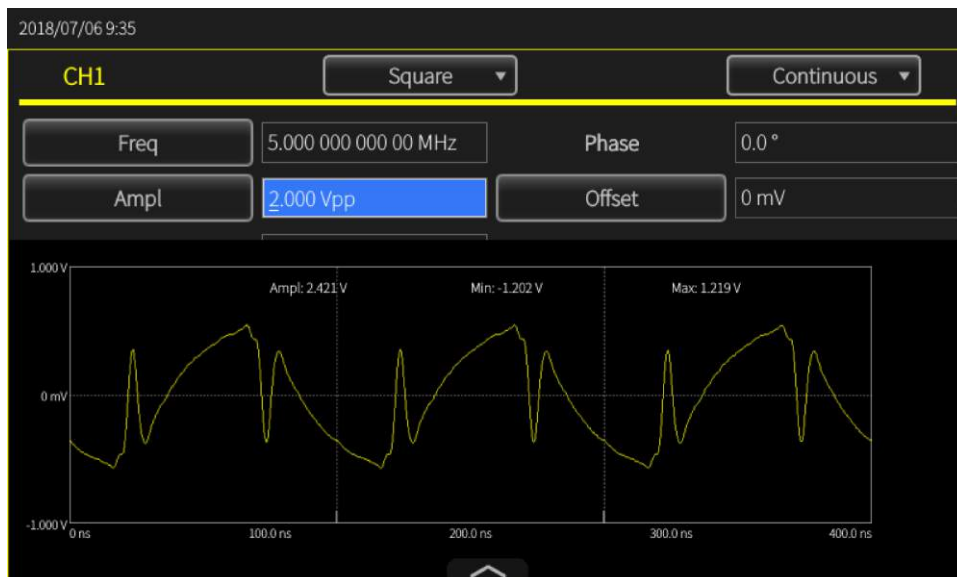 2018/07/06 9:35
CH1 Square Continuous
Freq 5.000 000 000 00 MHz Phase 0.0 °
Ampl 2.000 Vpp Offset 0 mV
1.000 V
Ampl: 2.421 V Min: -1.202 V Max: 1.219 V
0 mV
-1.000 V
0 ns 100.0 ns 200.0 ns 300.0 ns 400.0 ns